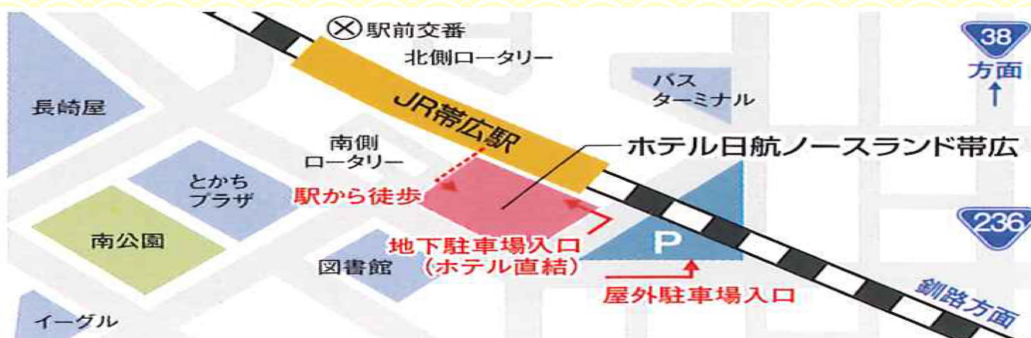 駅前交番
北側ロータリー
38
方面
バス
ターミナル
長崎屋
JR帯広駅
南側
ロータリー
ホテル日航ノースランド帯広
とかち
プラザ
駅から徒歩
南公園
236
地下駐車場入口
(ホテル直結)
P
図書館
屋外駐車場入口
釧路方面
イーグル